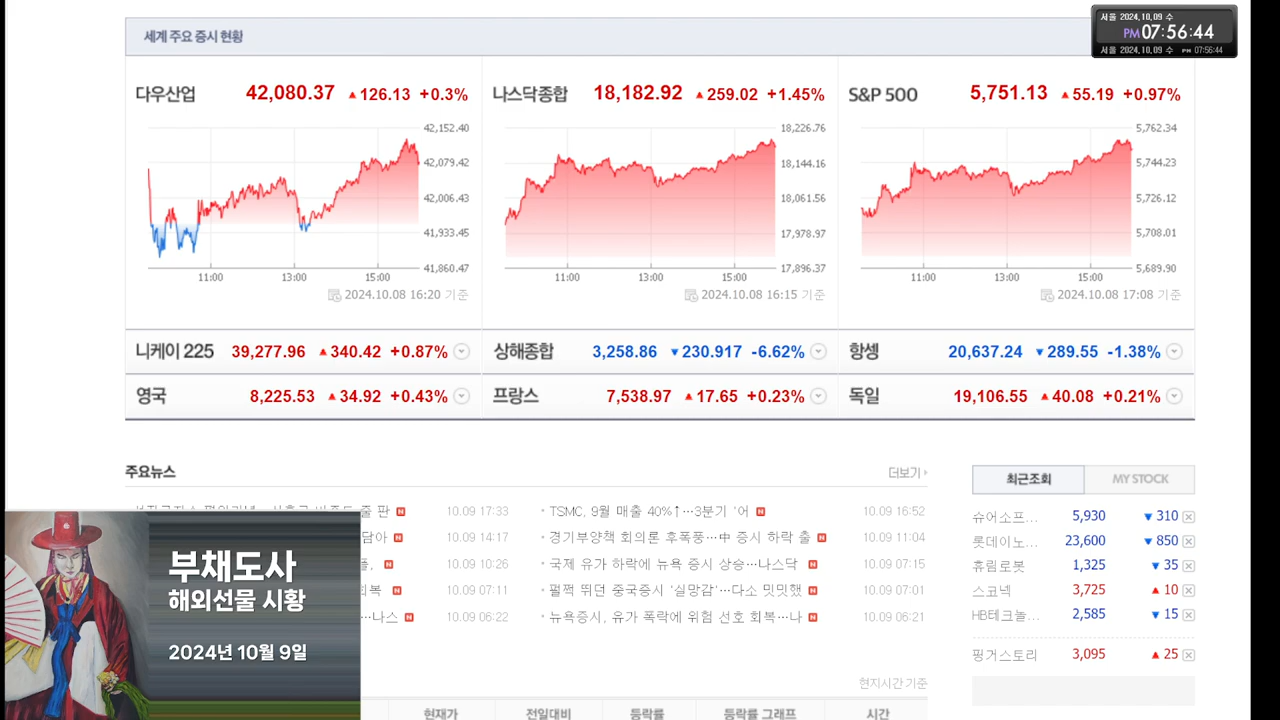 서울 2024.10.09 수
PM 07:56:44
서울 2024.10.09 수 PM 07:56:44
세계 주요 증시 현황
다우산업 42,080.37 ▲126.13 +0.3%
42,152.40
42,079.42
42,006.43
41,933.45
41,860.47
11:00 13:00 15:00
2024.10.08 16:20 기준
나스닥종합 18,182.92 ▲259.02 +1.45%
18,226.76
18,144.16
18,061.56
17,978.97
17,896.37
11:00 13:00 15:00
2024.10.08 16:15 기준
S&P 500 5,751.13 ▲55.19 +0.97%
5,762.34
5,744.23
5,726.12
5,708.01
5,689.90
11:00 13:00 15:00
2024.10.08 17:08 기준
니케이 225 39,277.96 ▲340.42 +0.87%
상해종합 3,258.86 ▼230.917 -6.62%
항셍 20,637.24 ▼289.55 -1.38%
영국 8,225.53 ▲34.92 +0.43%
프랑스 7,538.97 ▲17.65 +0.23%
독일 19,106.55 ▲40.08 +0.21%
주요뉴스 더보기
줄 판 N 10.09 17:33
담아 N 10.09 14:17
N 10.09 10:26
회복 N 10.09 07:11
…나스 N 10.09 06:22
TSMC, 9월 매출 40%↑…3분기 '어 N 10.09 16:52
경기부양책 회의론 후폭풍…中 증시 하락 출 N 10.09 11:04
국제 유가 하락에 뉴욕 증시 상승…나스닥 N 10.09 07:15
펄쩍 뛰던 중국증시 '실망감'…다소 밋밋했 N 10.09 07:01
뉴욕증시, 유가 폭락에 위험 선호 회복…나 N 10.09 06:21
최근조회 MY STOCK
슈어소프... 5,930 ▼310
롯데이노... 23,600 ▼850
휴림로봇 1,325 ▼35
스코넥 3,725 ▲10
HB테크놀... 2,585 ▼15
핑거스토리 3,095 ▲25
부채도사
해외선물 시황
2024년 10월 9일
현지시간 기준
현재가 전일대비 등락률 등락률 그래프 시간